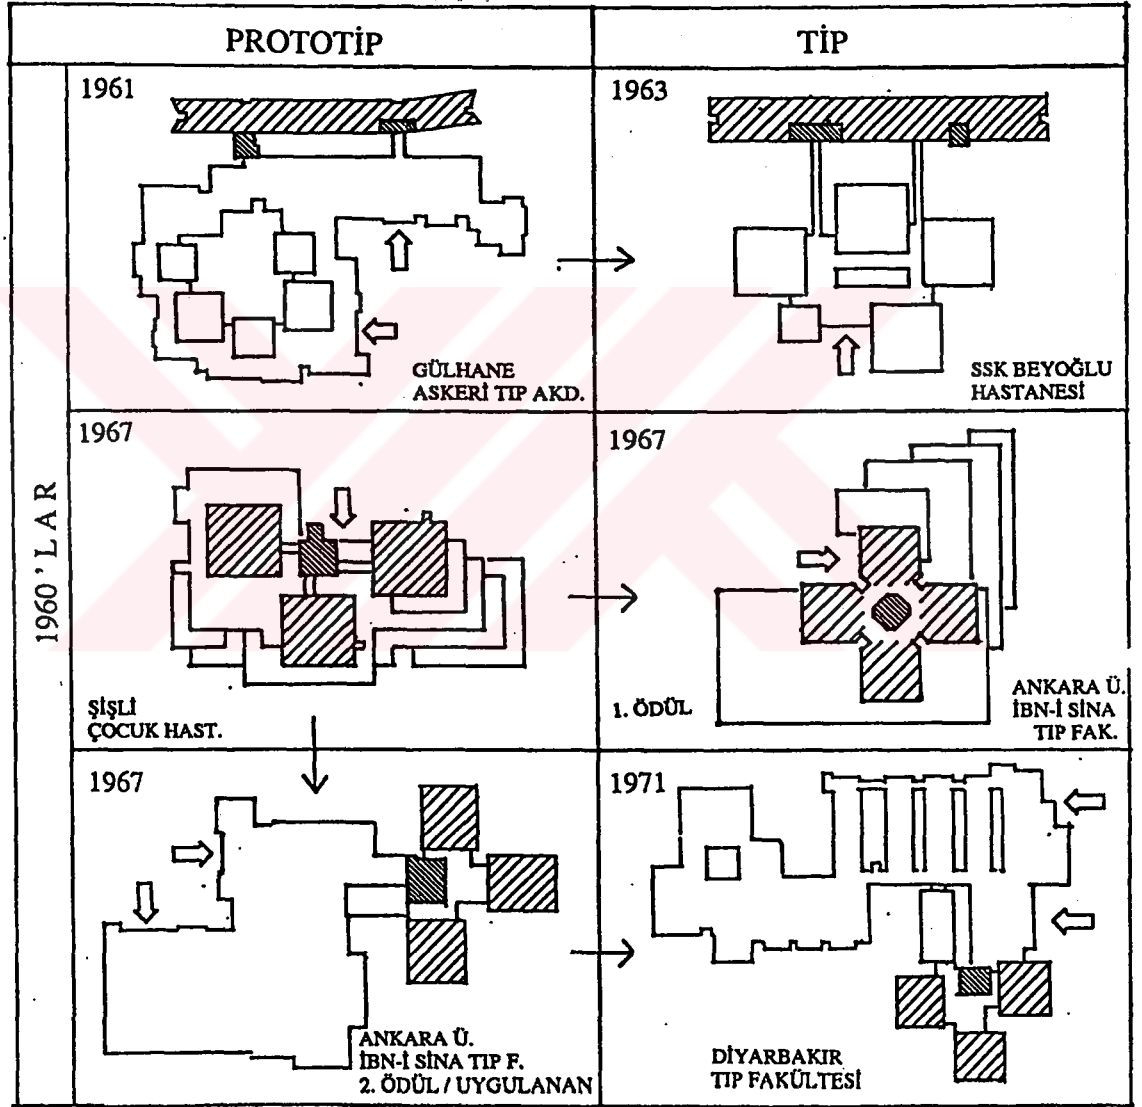 PROTOTİP
TİP
1960'LAR
1961
GÜLHANE
ASKERİ TIP AKD.
1963
SSK BEYOĞLU
HASTANESİ
1967
ŞİŞLİ
ÇOCUK HAST.
1967
1. ÖDÜL
ANKARA Ü.
İBN-İ SİNA
TIP FAK.
1967
ANKARA Ü.
İBN-İ SİNA TIP F.
2. ÖDÜL / UYGULANAN
1971
DİYARBAKIR
TIP FAKÜLTESİ